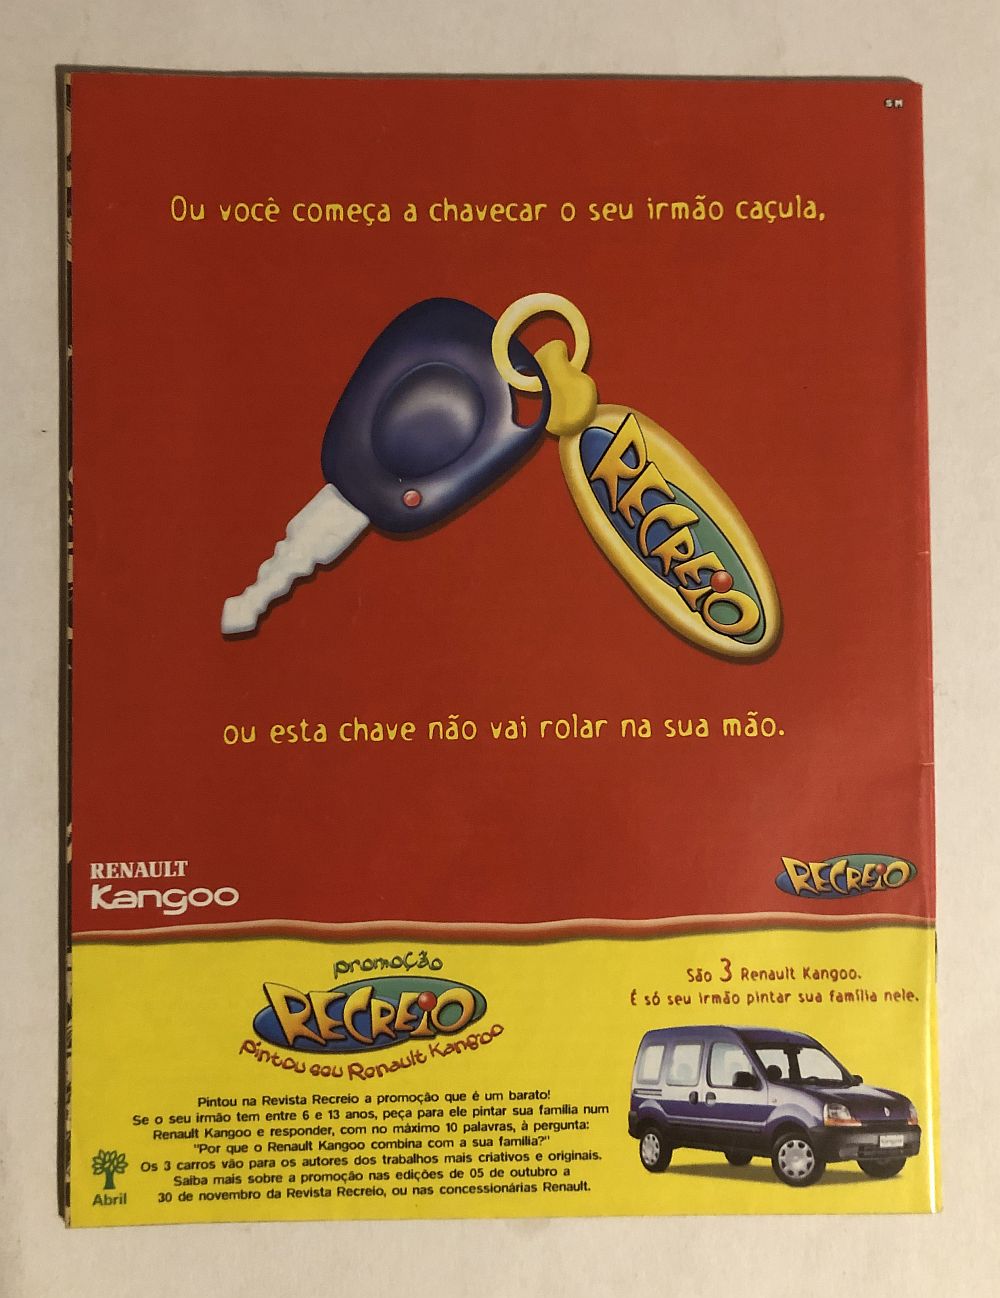 SM
Ou você começa a chavecar o seu irmão caçula,
RECREIO
ou esta chave não vai rolar na sua mão.
RENAULT
Kangoo
RECREIO
promoção
RECREIO
pintou seu Renault Kangoo
Pintou na Revista Recreio a promoção que é um barato!
Se o seu irmão tem entre 6 e 13 anos, peça para ele pintar sua família num
Renault Kangoo e responder, com no máximo 10 palavras, à pergunta:
"Por que o Renault Kangoo combina com a sua família?"
Os 3 carros vão para os autores dos trabalhos mais criativos e originais.
Saiba mais sobre a promoção nas edições de 05 de outubro a
30 de novembro da Revista Recreio, ou nas concessionárias Renault.
Abril
São 3 Renault Kangoo.
É só seu irmão pintar sua família nele.
Kangoo